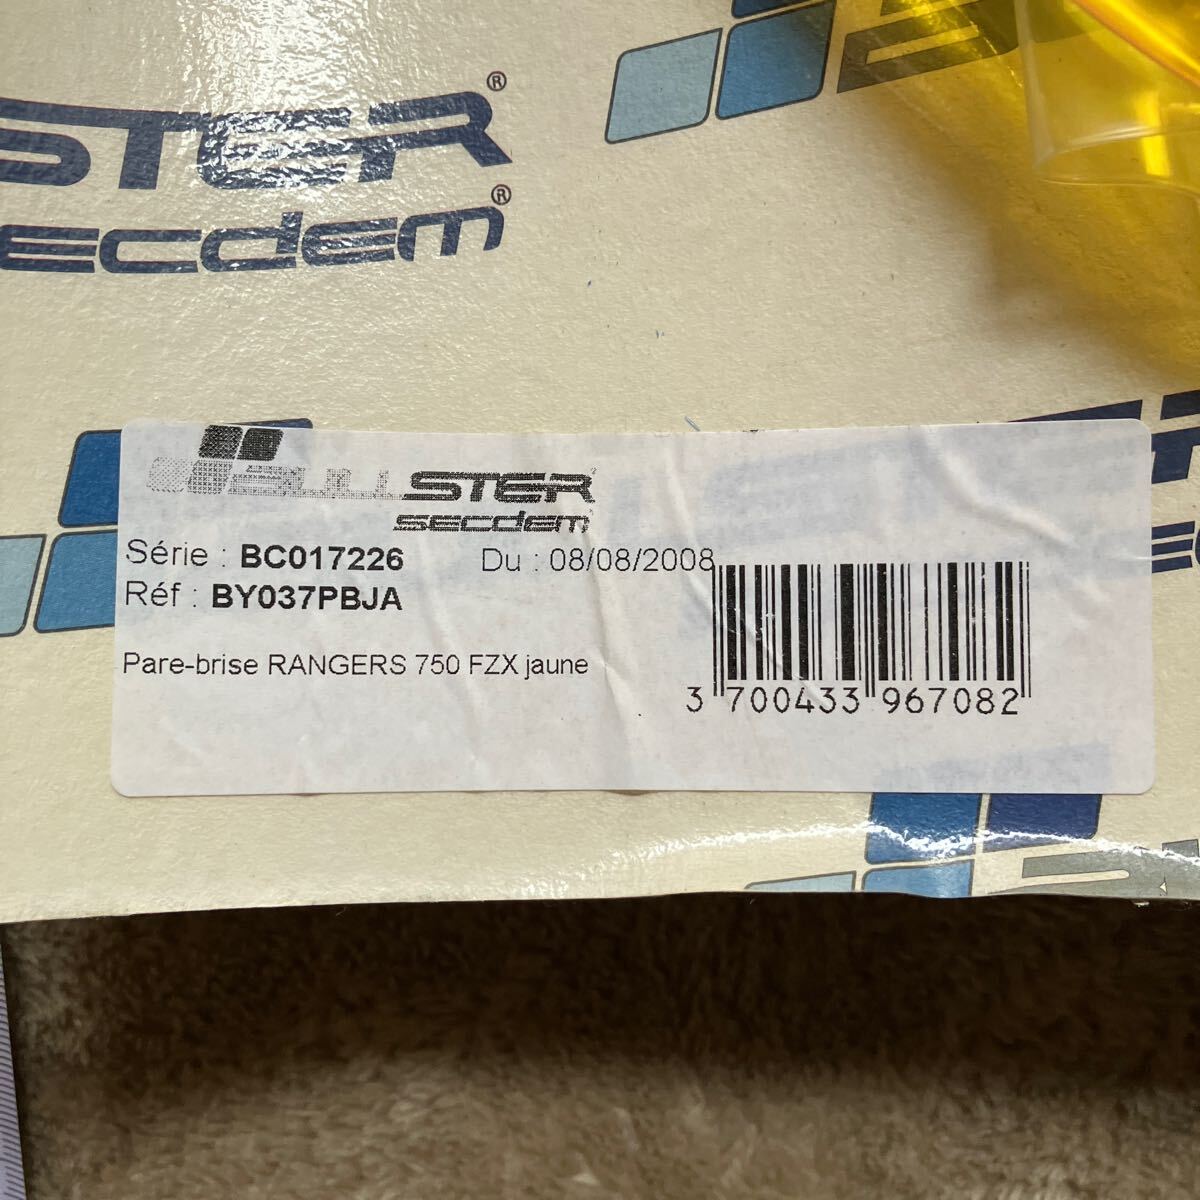 STER®
secdem®
BULLSTER
secdem
Série : BC017226 Du : 08/08/2008
Réf : BY037PBJA
Pare-brise RANGERS 750 FZX jaune
3 700433 967082